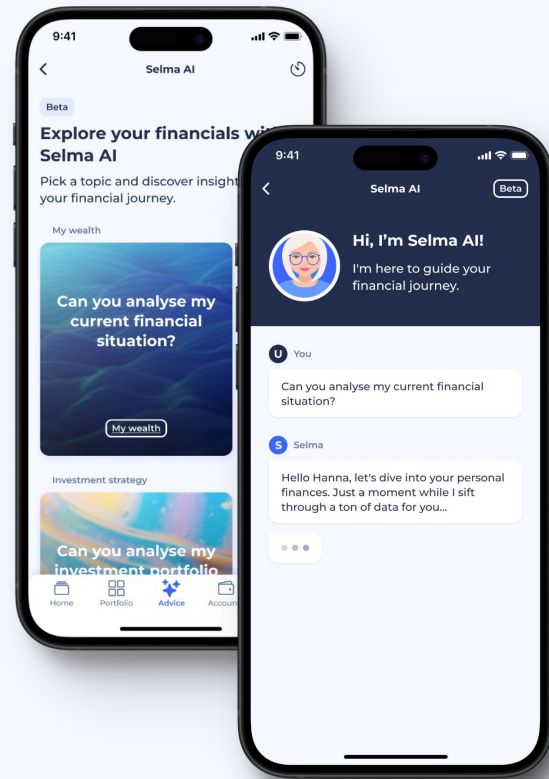 9:41
Selma AI
Beta
Explore your financials
Selma AI
Pick a topic and discover insight
your financial journey.
My wealth
Can you analyse my
current financial
situation?
My wealth
Investment strategy
Can you analyse my
investment portfolio
Home
Portfolio
Advice
9:41
Selma AI
Beta
Hi, I'm Selma AI!
I'm here to guide your
financial journey.
U You
Can you analyse my current financial
situation?
S Selma
Hello Hanna, let's dive into your personal
finances. Just a moment while I sift
through a ton of data for you...